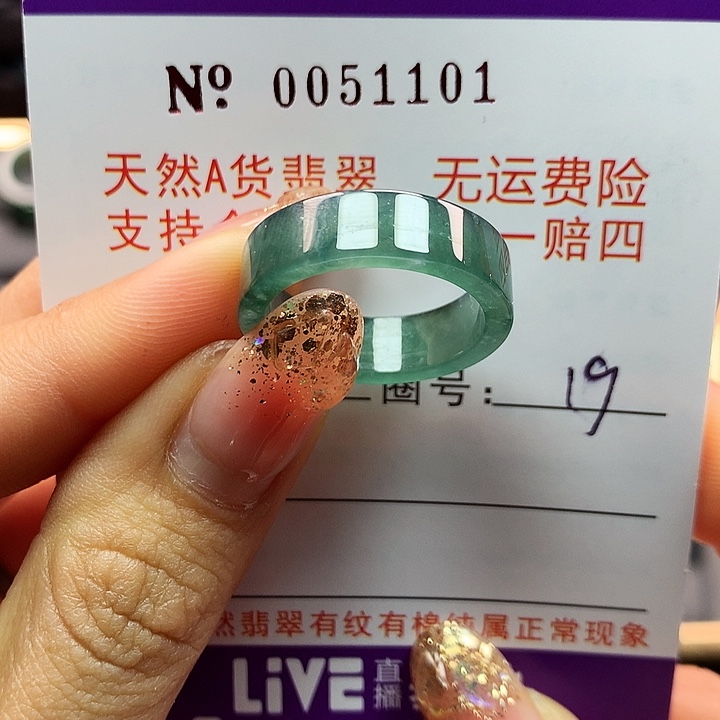 Nº 0051101
天然A货翡翠 无运费险
支持 一赔四
圈号: 19
然翡翠有纹有棉纯属正常现象
LiVE 直播